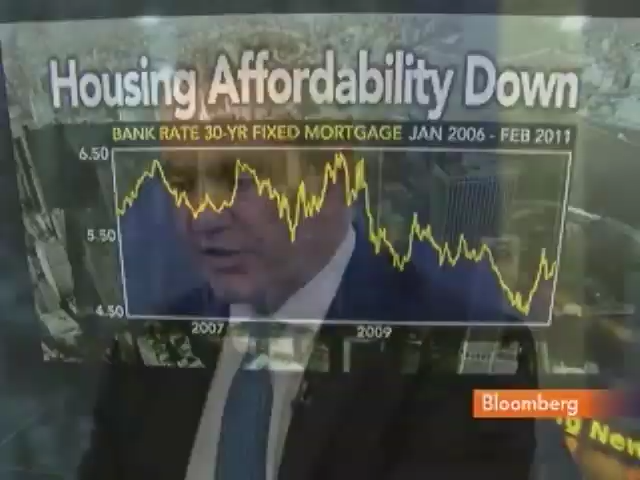 Housing Affordability Down
BANK RATE 30-YR FIXED MORTGAGE JAN 2006 - FEB 2011
6.50
5.50
4.50
2007
2009
Bloomberg